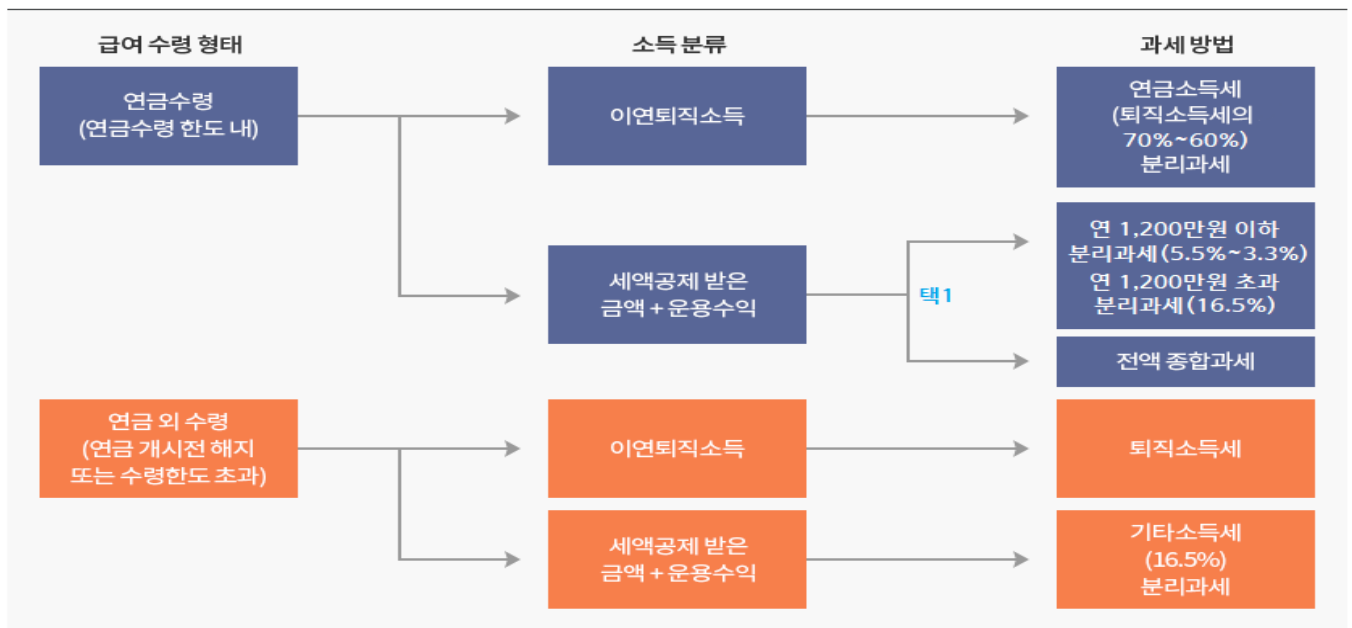 급여 수령 형태
소득 분류
과세 방법
연금수령
(연금수령 한도 내)
이연퇴직소득
연금소득세
(퇴직소득세의
70%~60%)
분리과세
세액공제 받은
금액 + 운용수익
택1
연 1,200만원 이하
분리과세(5.5%~3.3%)
연 1,200만원 초과
분리과세(16.5%)
전액 종합과세
연금 외 수령
(연금 개시전 해지
또는 수령한도 초과)
이연퇴직소득
퇴직소득세
세액공제 받은
금액 + 운용수익
기타소득세
(16.5%)
분리과세